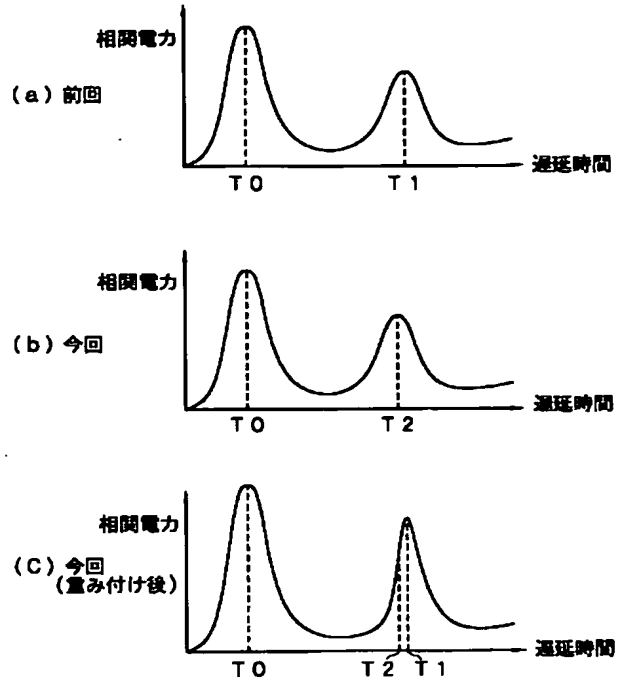 相関電力
(a) 前回
遅延時間
T0 T1
相関電力
(b) 今回
遅延時間
T0 T2
相関電力
(C) 今回
(重み付け後)
遅延時間
T0 T2 T1